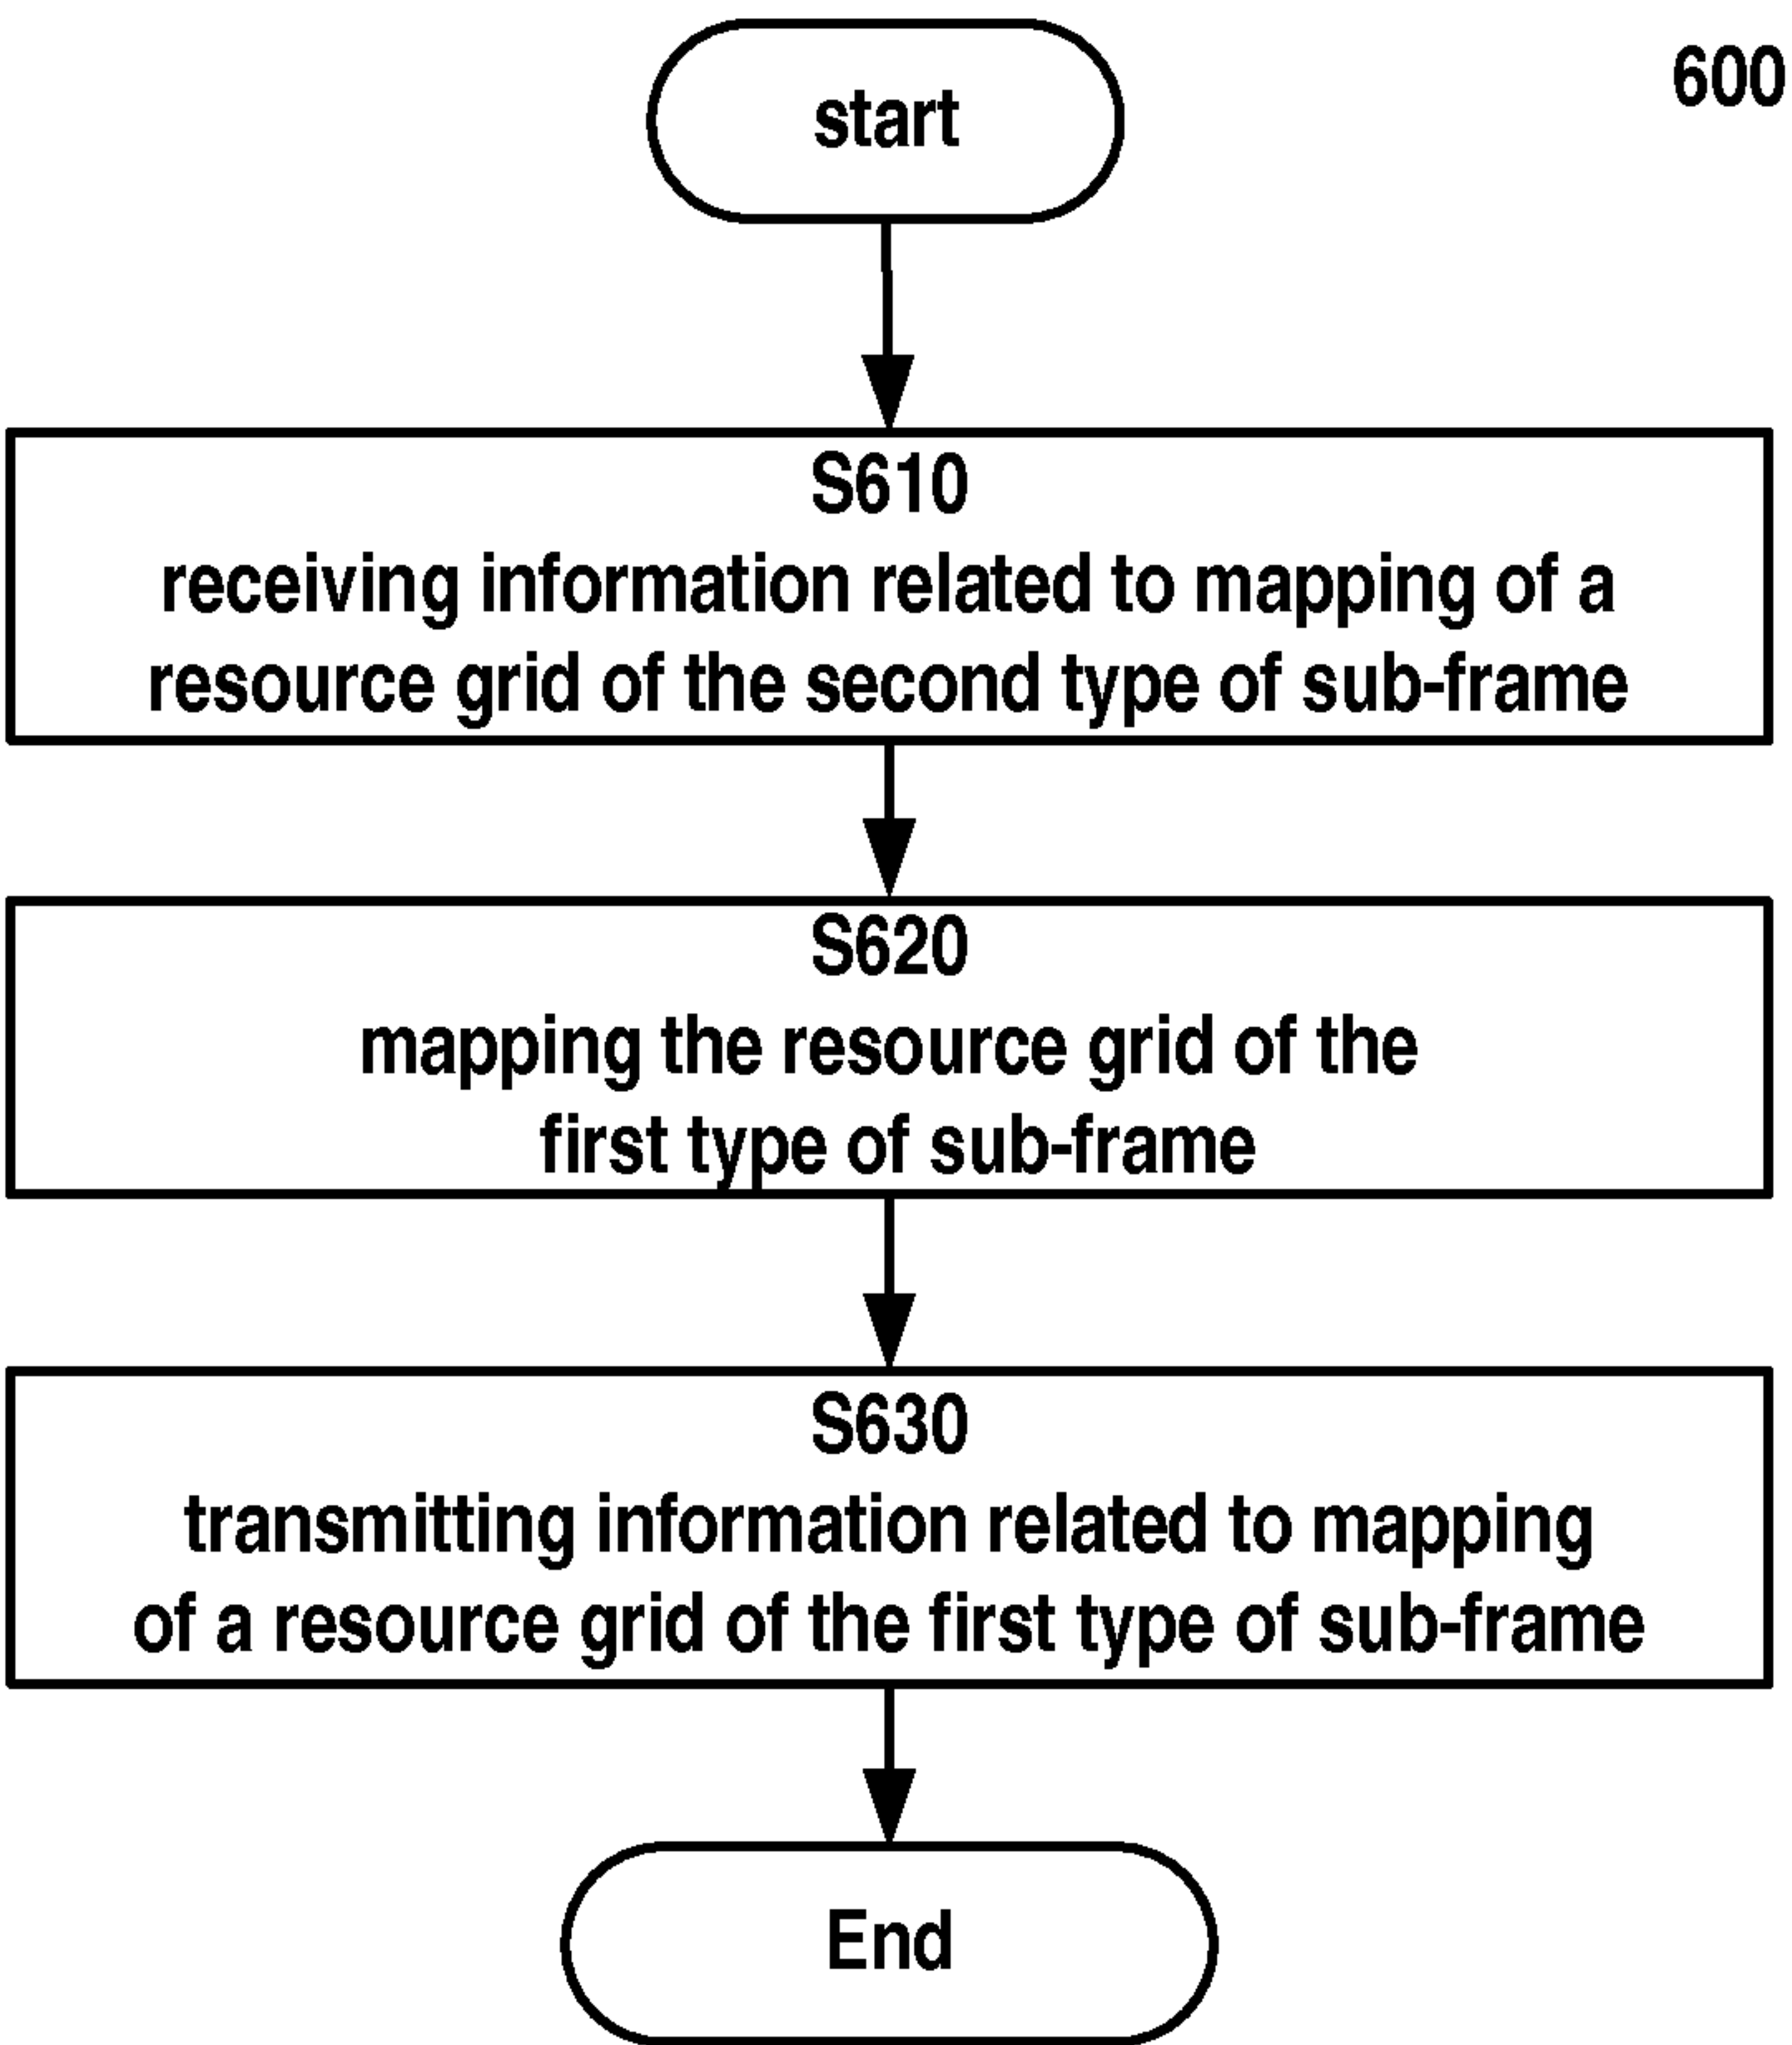 600
start
S610
receiving information related to mapping of a
resource grid of the second type of sub-frame
S620
mapping the resource grid of the
first type of sub-frame
S630
transmitting information related to mapping
of a resource grid of the first type of sub-frame
End